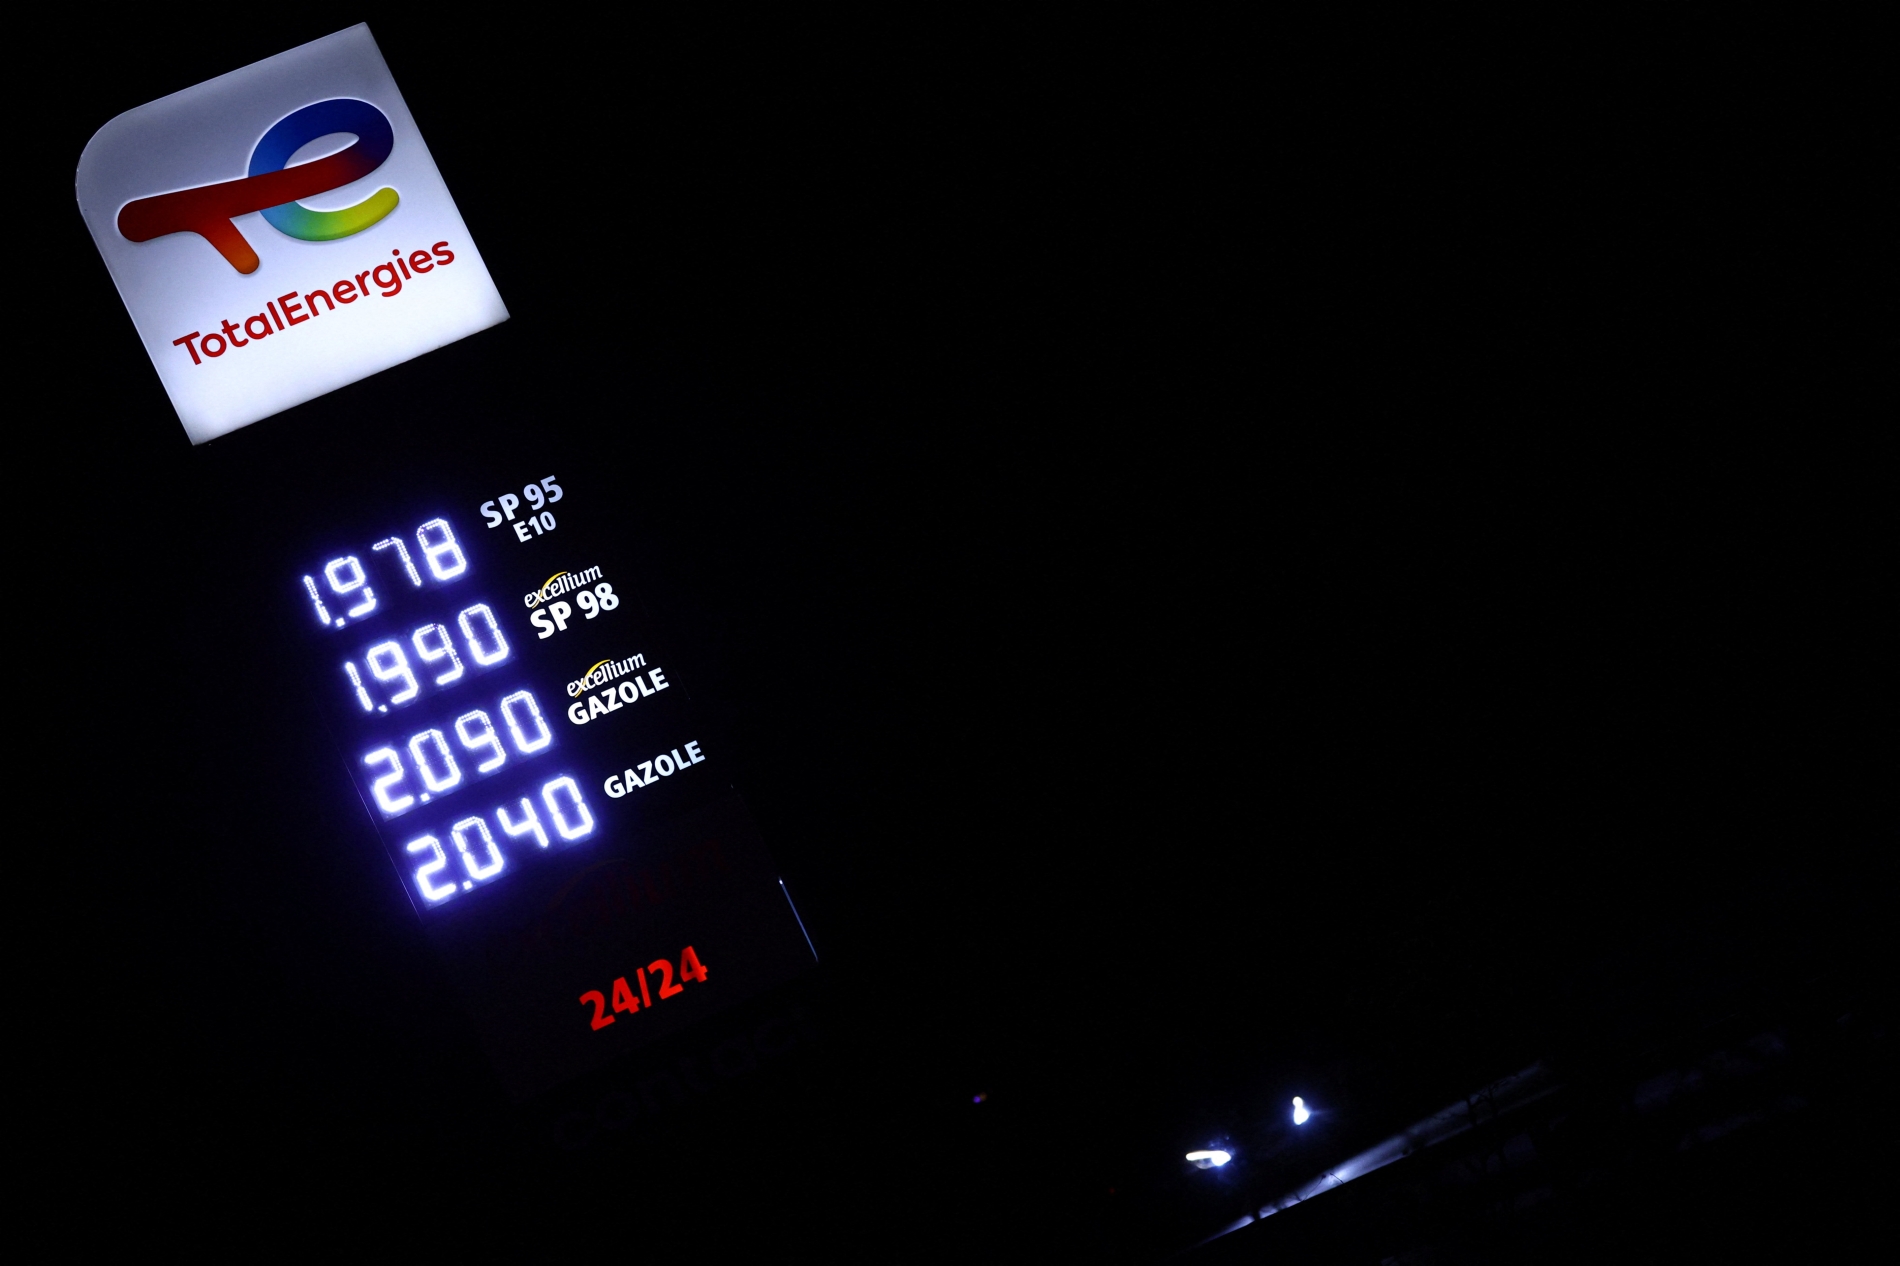 TotalEnergies
1.978 SP 95
E10
1.990 excellium
SP 98
2.090 excellium
GAZOLE
2.040 GAZOLE
24/24